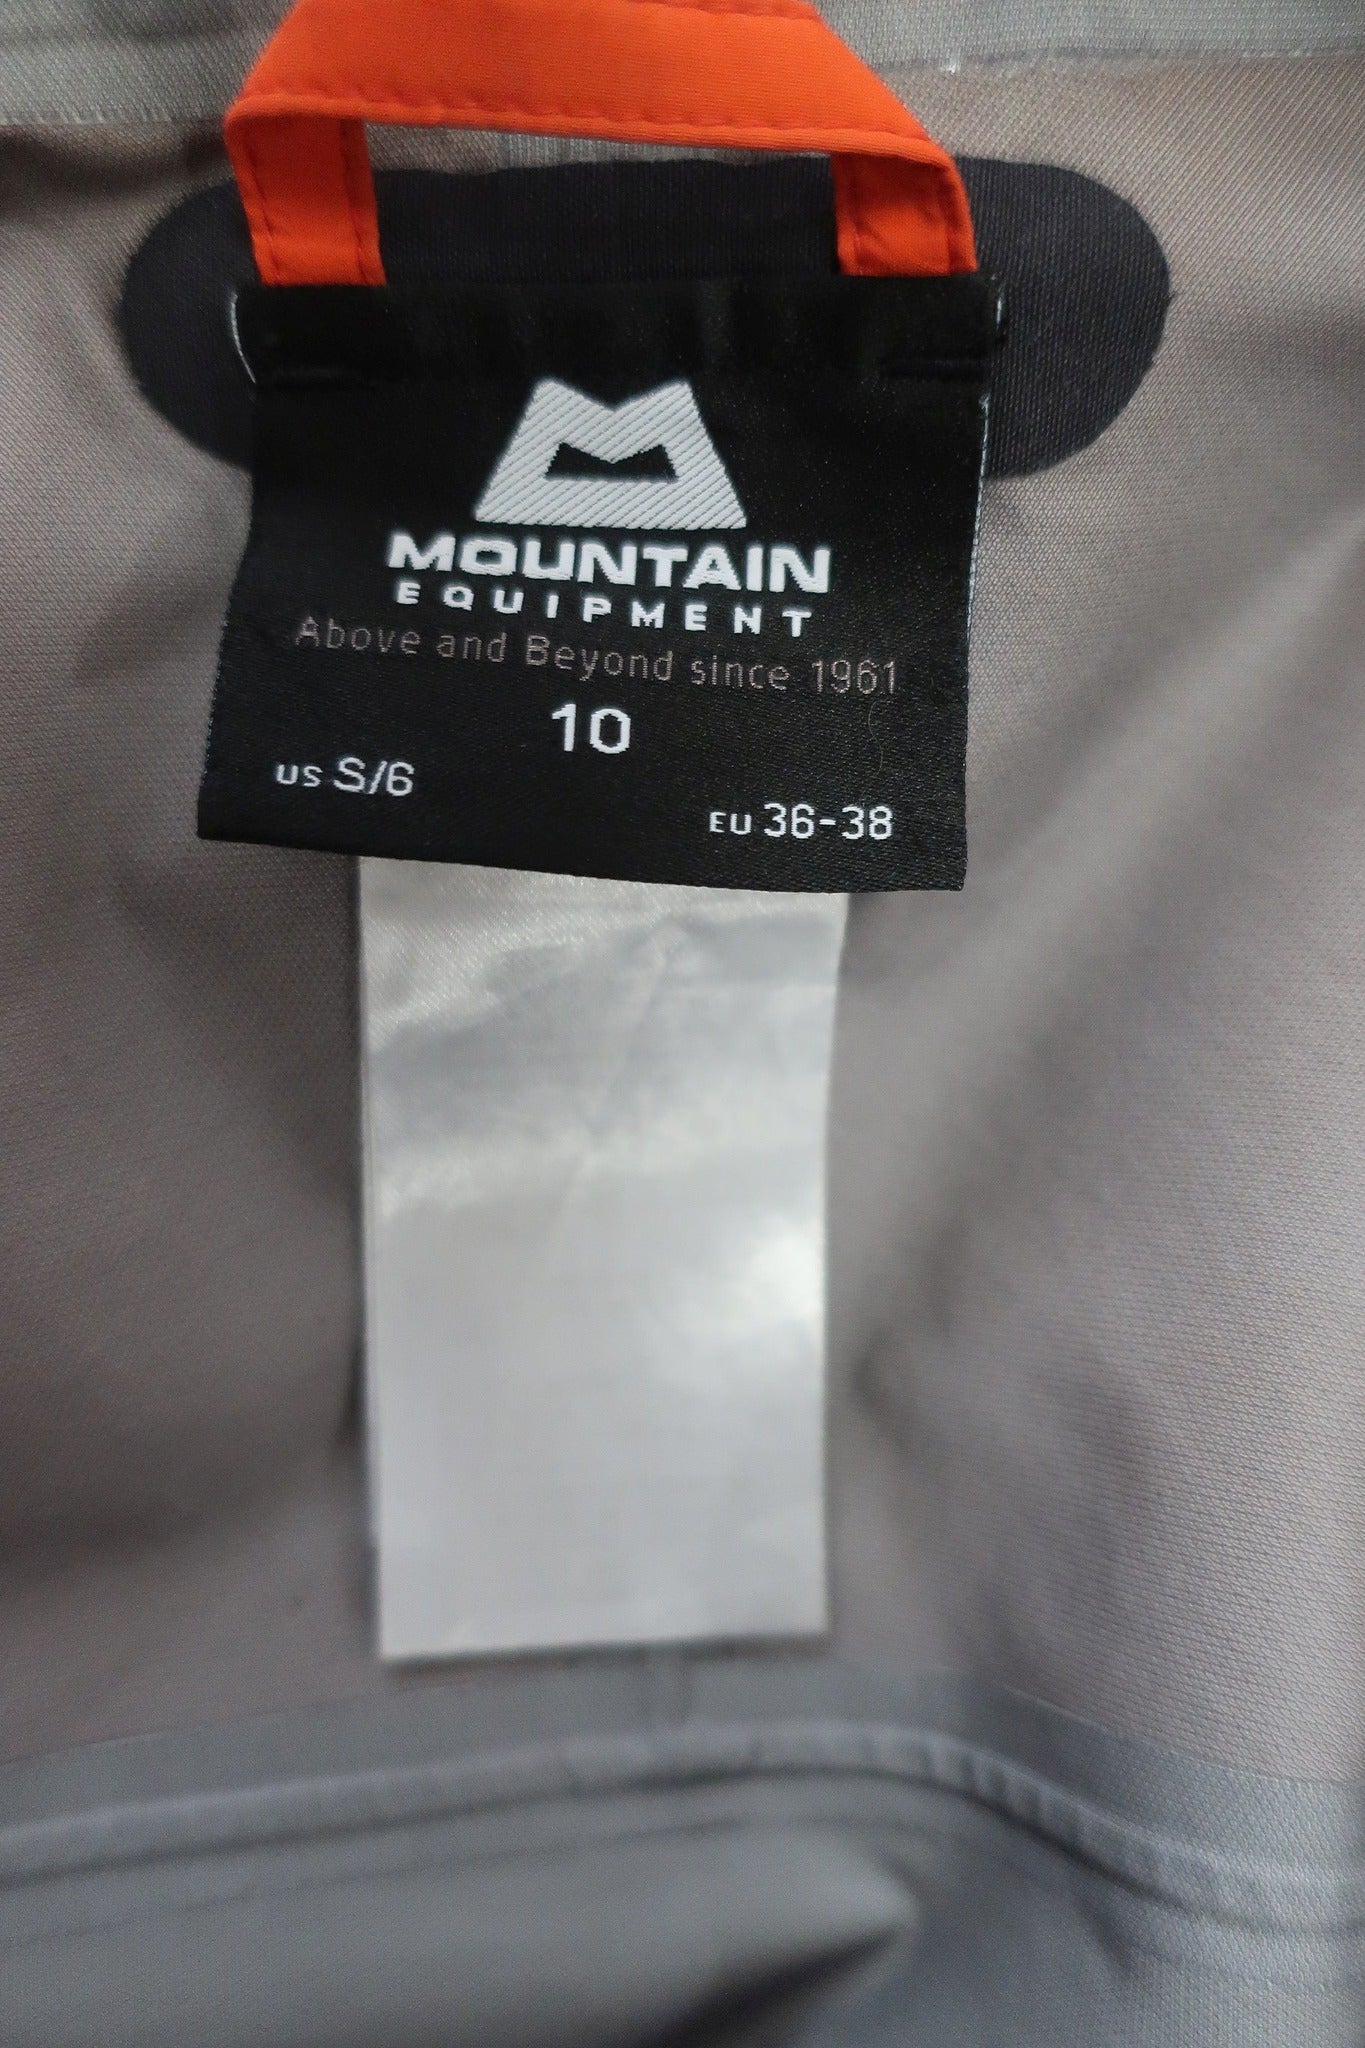 MOUNTAIN
EQUIPMENT
Above and Beyond since 1961
10
US S/6
EU 36-38